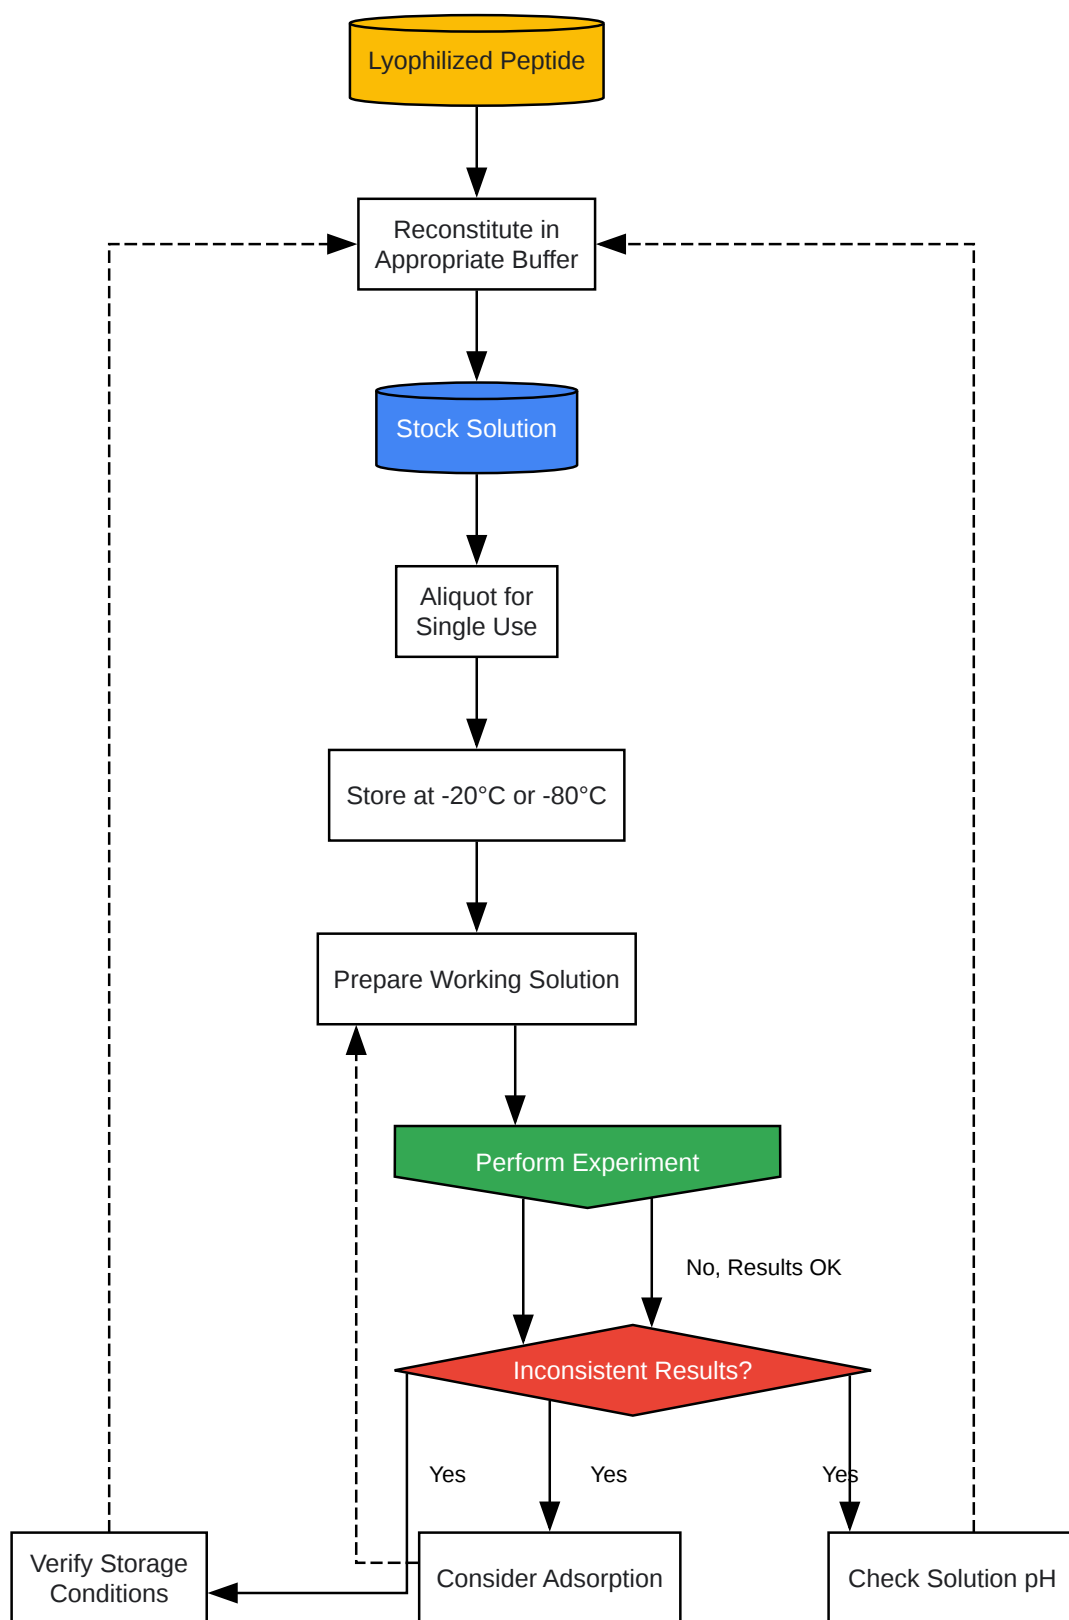 Lyophilized Peptide
Reconstitute in
Appropriate Buffer
Stock Solution
Aliquot for
Single Use
Store at -20°C or -80°C
Prepare Working Solution
Perform Experiment
No, Results OK
Inconsistent Results?
Yes
Yes
Yes
Verify Storage
Conditions
Consider Adsorption
Check Solution pH